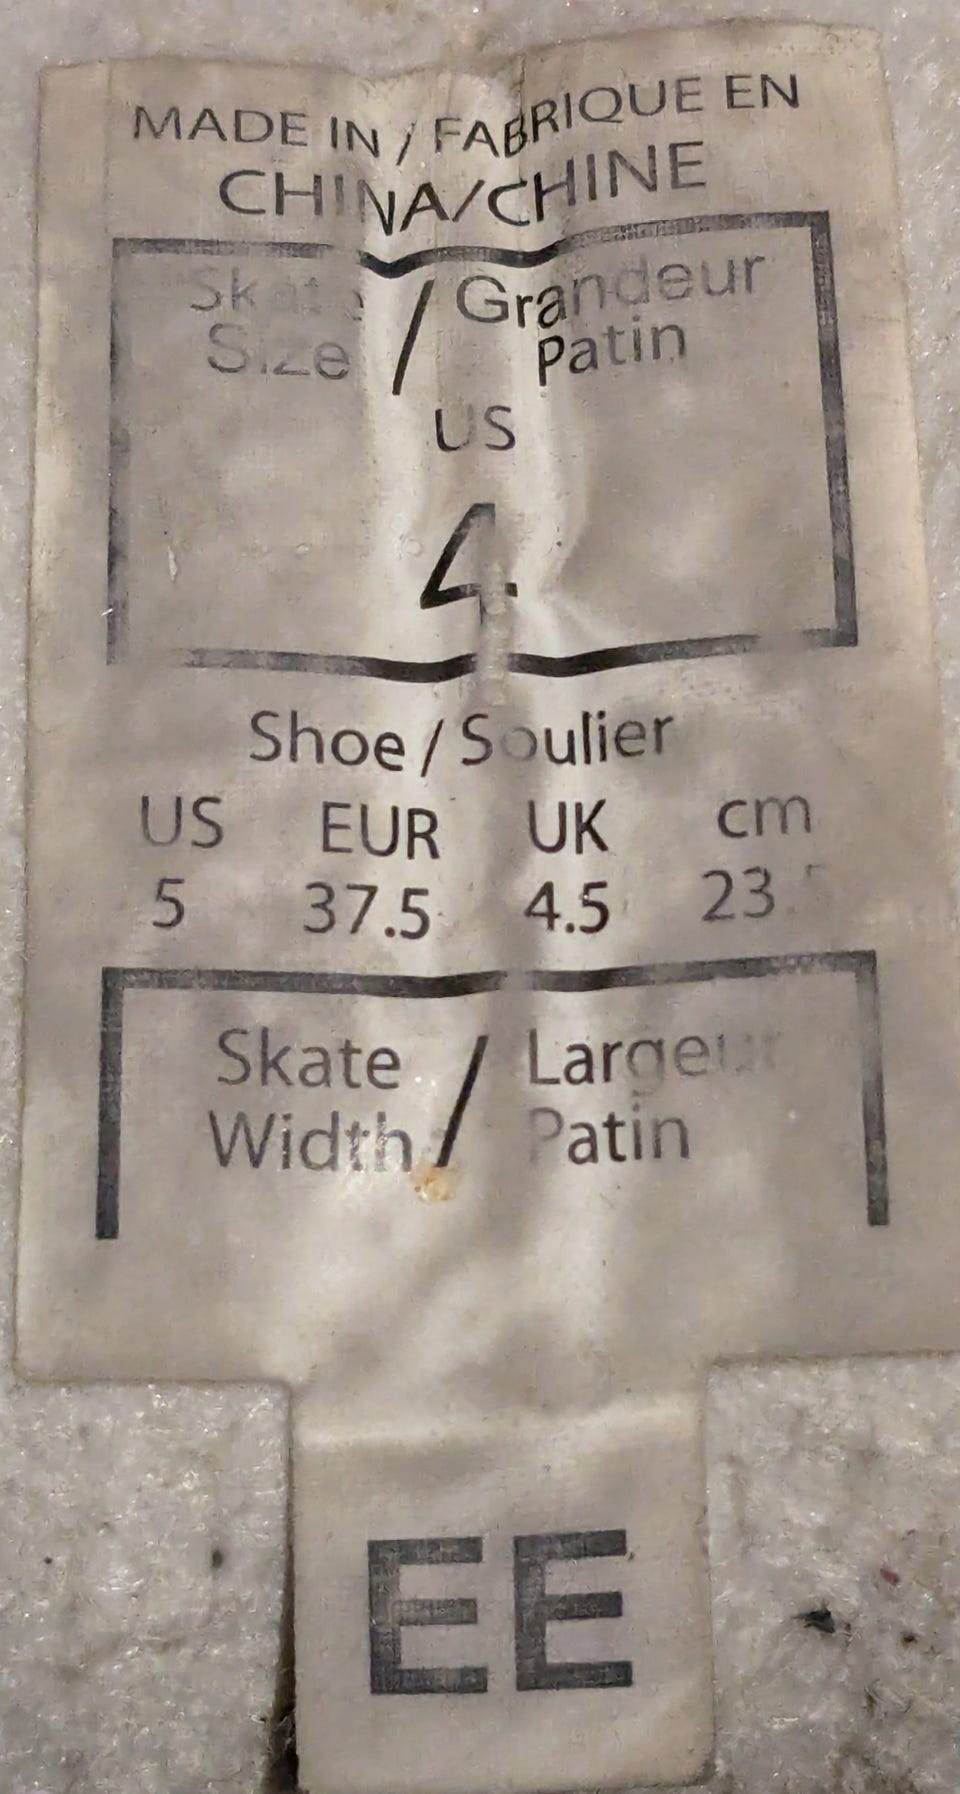 MADE IN / FABRIQUE EN
CHINA/CHINE
Skate / Grandeur
Size Patin
US
4
Shoe / Soulier
US EUR UK cm
5 37.5 4.5
Skate / Largeur
Width Patin
EE